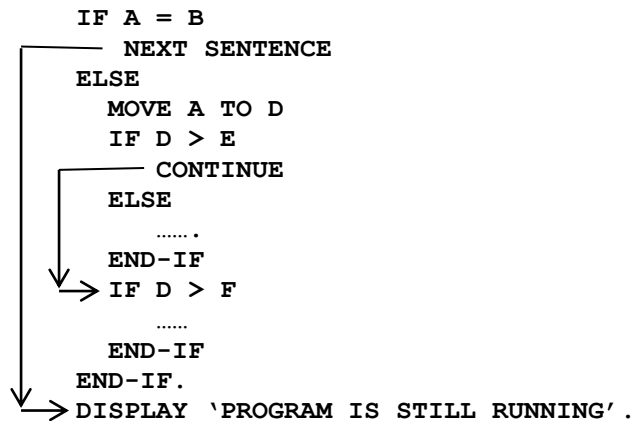 IF A = B
NEXT SENTENCE
ELSE
MOVE A TO D
IF D > E
CONTINUE
ELSE
…….
END-IF
IF D > F
……
END-IF
END-IF.
DISPLAY ‘PROGRAM IS STILL RUNNING’.